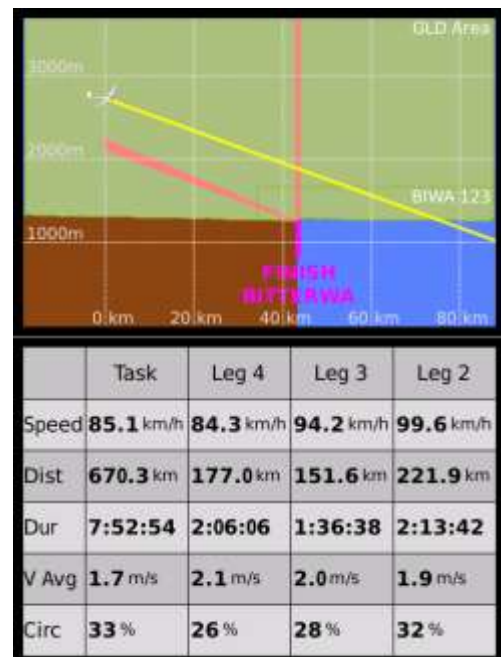 GLD Area
3000m
2000m
BIWA 123
1000m
FINISH
BITTERWA
0 km 20 km 40 km 60 km 80 km
Task Leg 4 Leg 3 Leg 2
Speed 85.1 km/h 84.3 km/h 94.2 km/h 99.6 km/h
Dist 670.3 km 177.0 km 151.6 km 221.9 km
Dur 7:52:54 2:06:06 1:36:38 2:13:42
V Avg 1.7 m/s 2.1 m/s 2.0 m/s 1.9 m/s
Circ 33 % 26 % 28 % 32 %